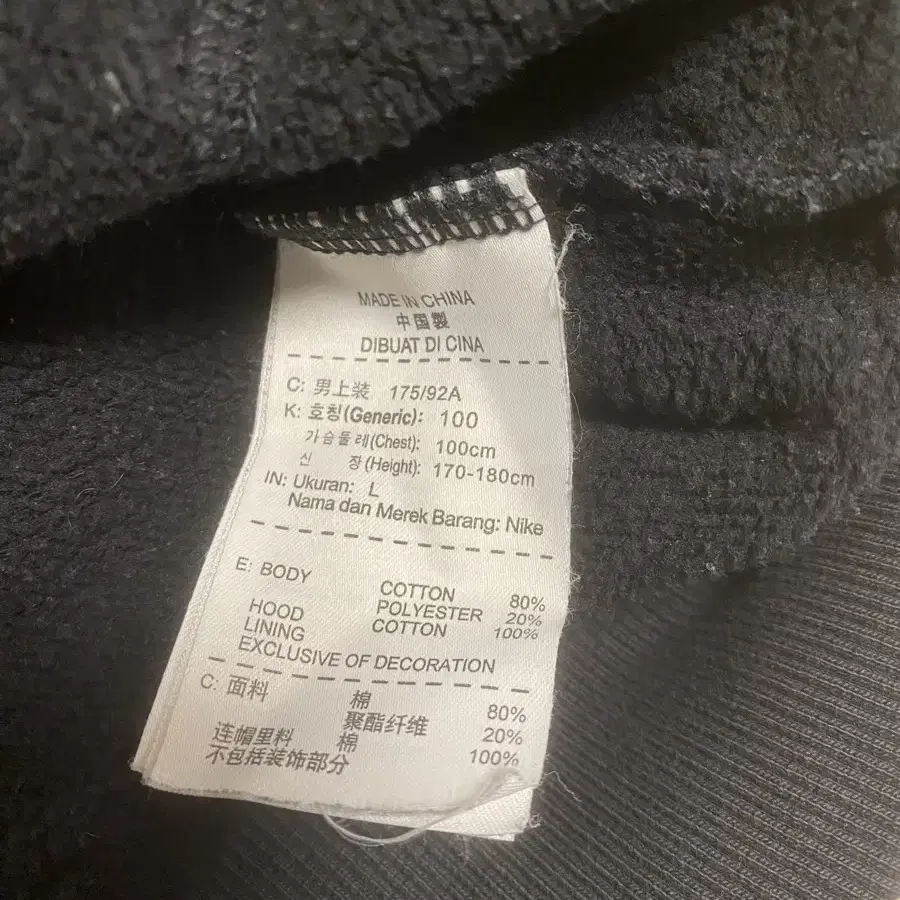 MADE IN CHINA
中国製
DIBUAT DI CINA
C: 男上装 175/92A
K: 호칭(Generic): 100
가슴둘레(Chest): 100cm
신 장(Height): 170-180cm
IN: Ukuran: L
Nama dan Merek Barang: Nike
E: BODY COTTON 80%
POLYESTER 20%
HOOD LINING COTTON 100%
EXCLUSIVE OF DECORATION
C: 面料 棉 80%
聚酯纤维 20%
连帽里料 棉 100%
不包括装饰部分